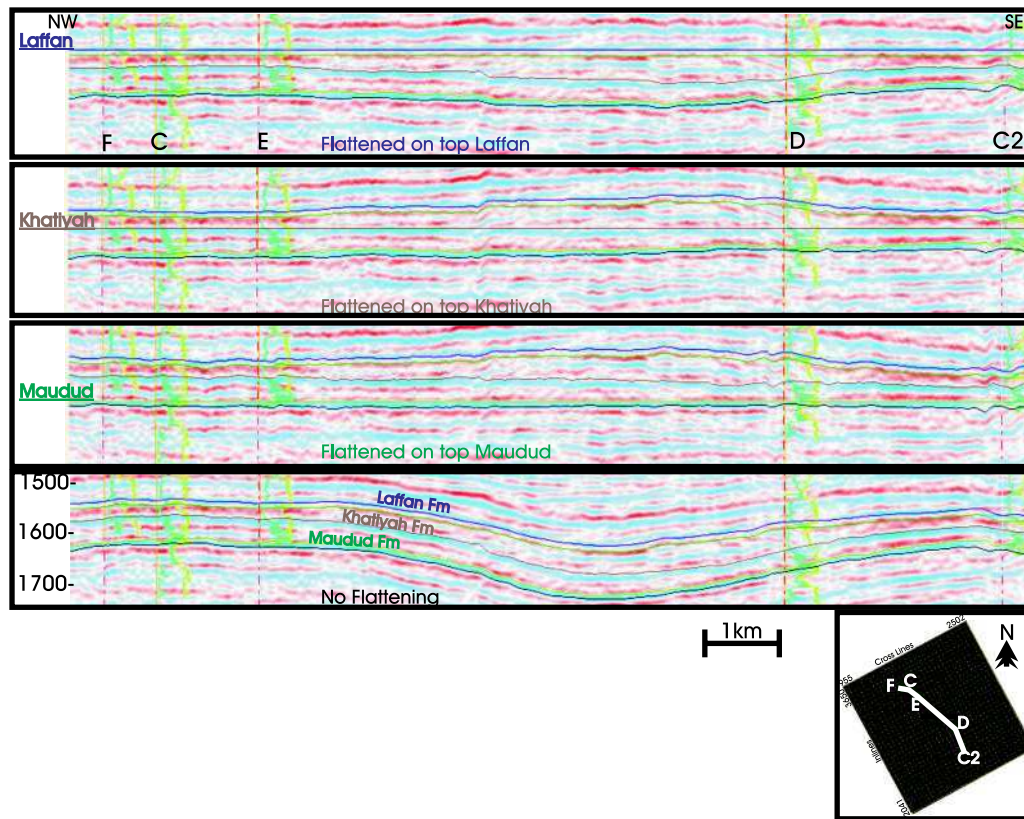 NW
SE
Laffan
F
C
E
Flattened on top Laffan
D
C2
Khatiyah
Flattened on top Khatiyah
Maudud
Flattened on top Maudud
1500-
Laffan Fm
Khatiyah Fm
1600-
Maudud Fm
1700-
No Flattening
1km
2502
N
Cross Lines
F
C
E
D
C2
Inlines
2041